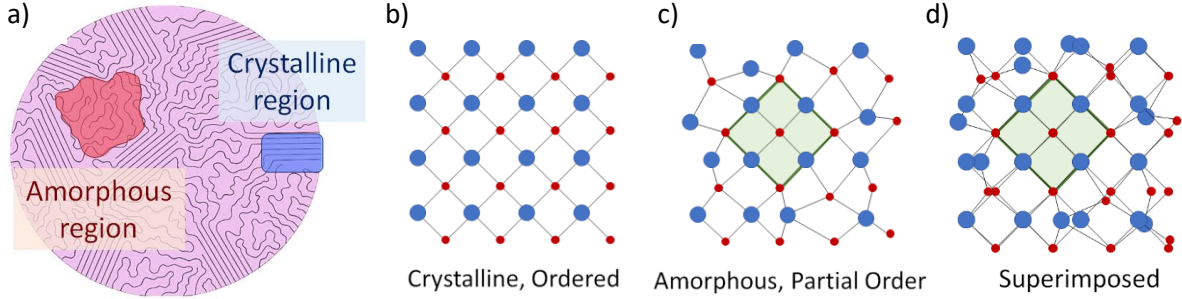 a)
Crystalline
region
Amorphous
region
b)
Crystalline, Ordered
c)
Amorphous, Partial Order
d)
Superimposed